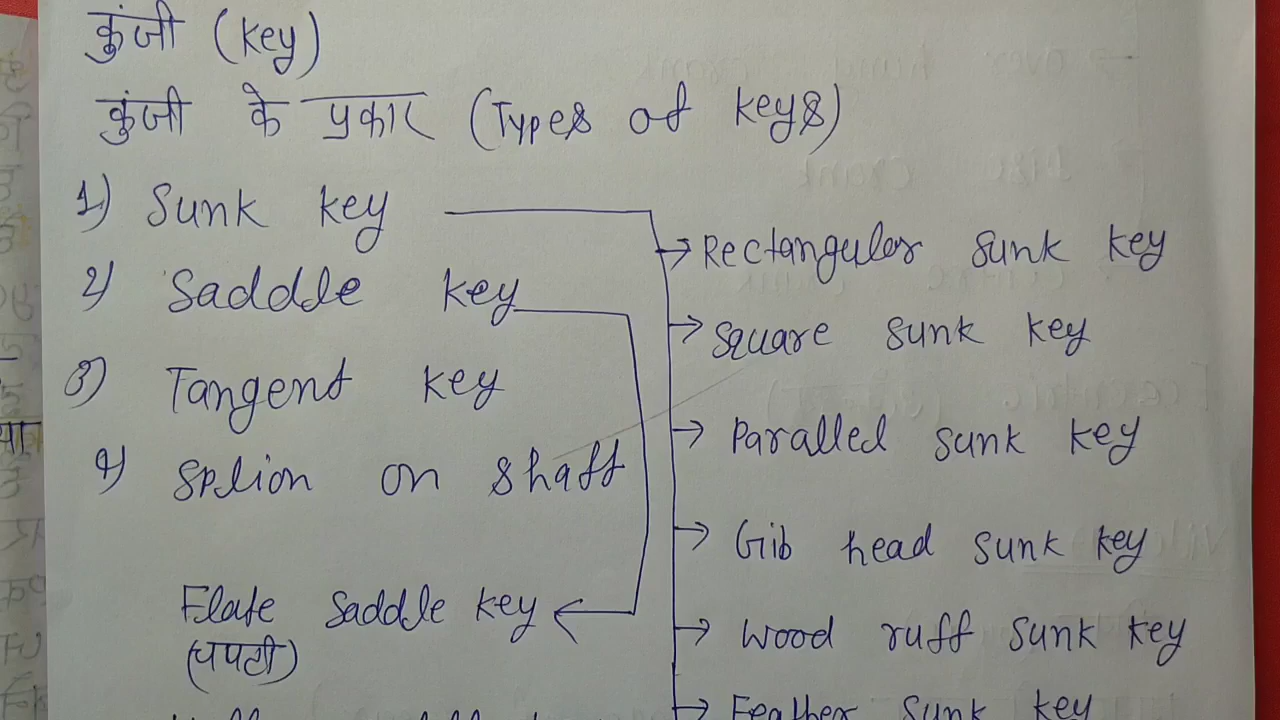 कुंजी (key)
कुंजी के प्रकार (Types of keys)
1) Sunk key
2) Saddle key
3) Tangent key
4) Splion on shaft
Flate saddle key
(चपटी)
→ Rectangular sunk key
→ Square sunk key
→ Paralled sunk key
→ Gib head sunk key
→ Wood ruff sunk key
→ Feather sunk key